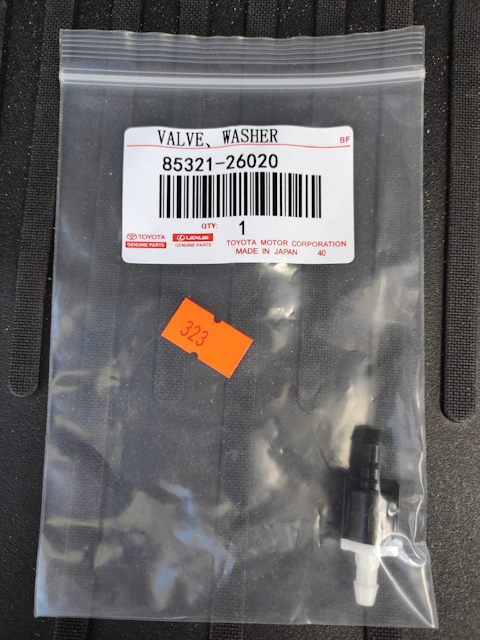 VALVE、WASHER
BF
85321-26020
QTY: 1
TOYOTA
GENUINE PARTS
LEXUS
GENUINE PARTS
TOYOTA MOTOR CORPORATION
MADE IN JAPAN 40
323